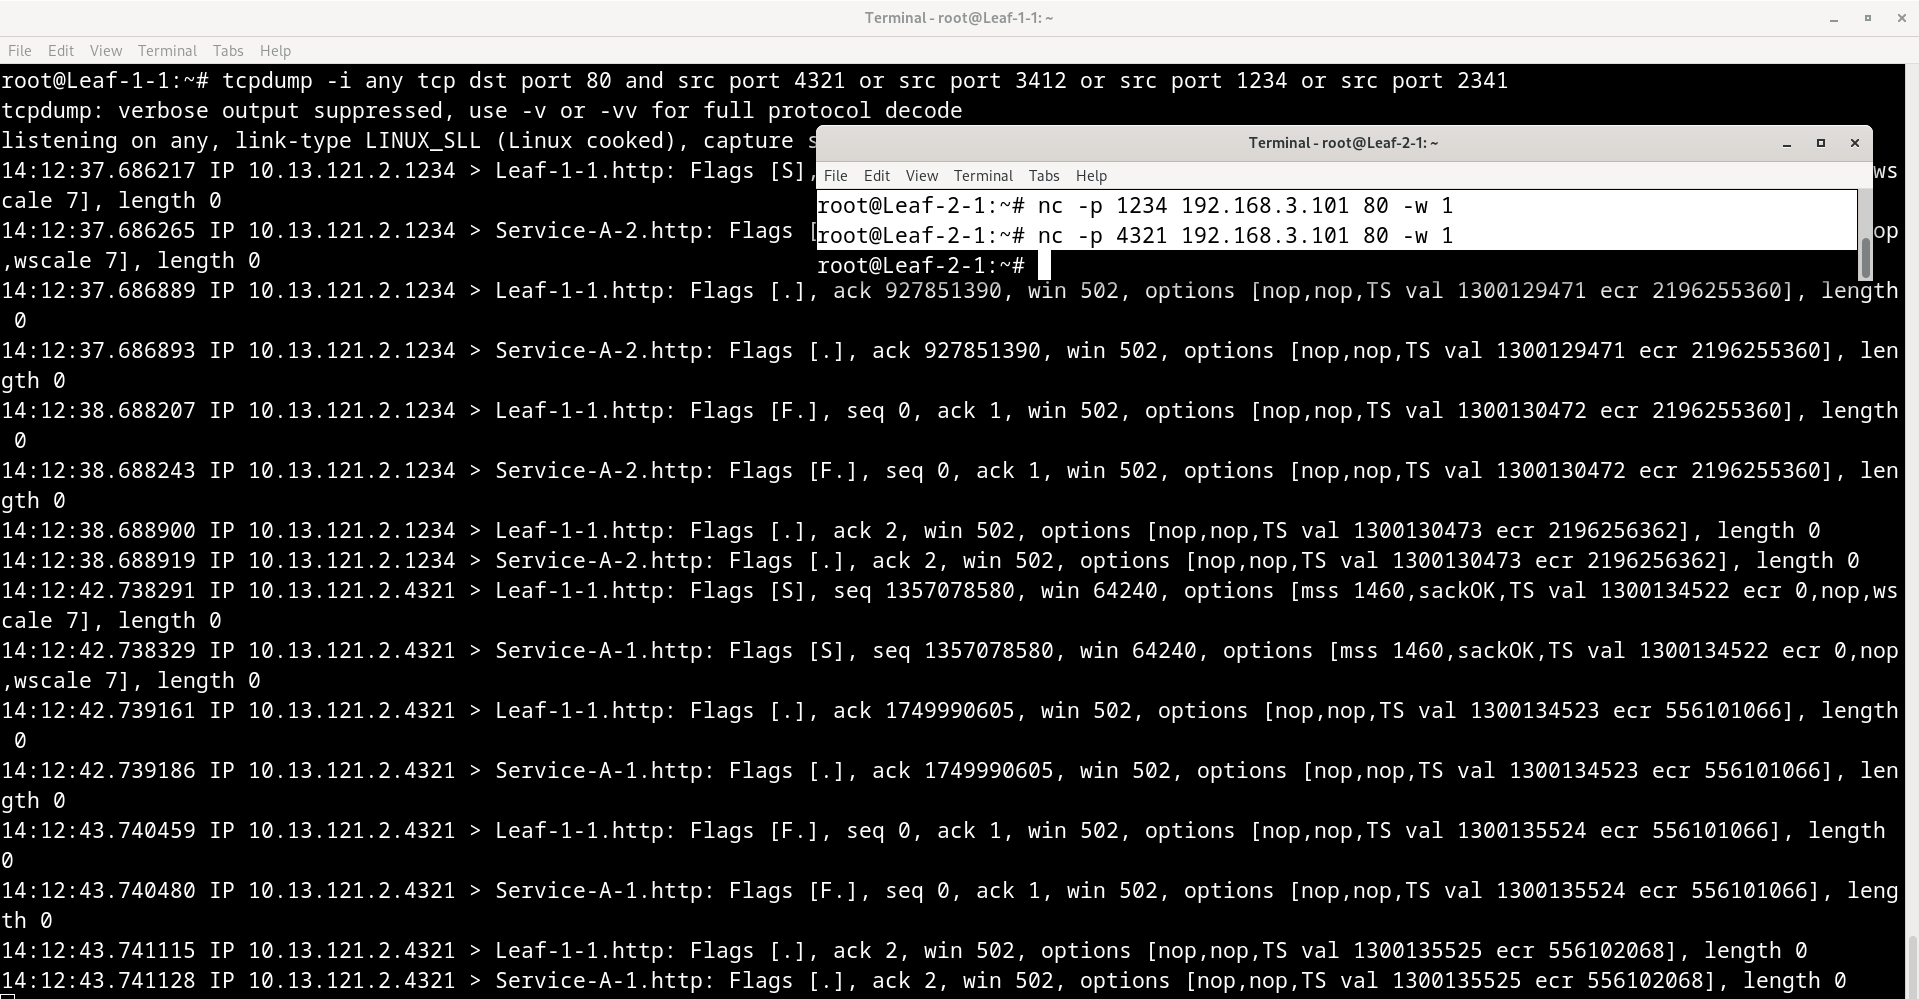 Terminal - root@Leaf-1-1: ~
File Edit View Terminal Tabs Help
root@Leaf-1-1:~# tcpdump -i any tcp dst port 80 and src port 4321 or src port 3412 or src port 1234 or src port 2341
tcpdump: verbose output suppressed, use -v or -vv for full protocol decode
listening on any, link-type LINUX_SLL (Linux cooked), capture s
14:12:37.686217 IP 10.13.121.2.1234 > Leaf-1-1.http: Flags [S], ws
cale 7], length 0
14:12:37.686265 IP 10.13.121.2.1234 > Service-A-2.http: Flags [ op
,wscale 7], length 0
Terminal - root@Leaf-2-1: ~
File Edit View Terminal Tabs Help
root@Leaf-2-1:~# nc -p 1234 192.168.3.101 80 -w 1
root@Leaf-2-1:~# nc -p 4321 192.168.3.101 80 -w 1
root@Leaf-2-1:~#
14:12:37.686889 IP 10.13.121.2.1234 > Leaf-1-1.http: Flags [.], ack 927851390, win 502, options [nop,nop,TS val 1300129471 ecr 2196255360], length
0
14:12:37.686893 IP 10.13.121.2.1234 > Service-A-2.http: Flags [.], ack 927851390, win 502, options [nop,nop,TS val 1300129471 ecr 2196255360], len
gth 0
14:12:38.688207 IP 10.13.121.2.1234 > Leaf-1-1.http: Flags [F.], seq 0, ack 1, win 502, options [nop,nop,TS val 1300130472 ecr 2196255360], length
0
14:12:38.688243 IP 10.13.121.2.1234 > Service-A-2.http: Flags [F.], seq 0, ack 1, win 502, options [nop,nop,TS val 1300130472 ecr 2196255360], len
gth 0
14:12:38.688900 IP 10.13.121.2.1234 > Leaf-1-1.http: Flags [.], ack 2, win 502, options [nop,nop,TS val 1300130473 ecr 2196256362], length 0
14:12:38.688919 IP 10.13.121.2.1234 > Service-A-2.http: Flags [.], ack 2, win 502, options [nop,nop,TS val 1300130473 ecr 2196256362], length 0
14:12:42.738291 IP 10.13.121.2.4321 > Leaf-1-1.http: Flags [S], seq 1357078580, win 64240, options [mss 1460,sackOK,TS val 1300134522 ecr 0,nop,ws
cale 7], length 0
14:12:42.738329 IP 10.13.121.2.4321 > Service-A-1.http: Flags [S], seq 1357078580, win 64240, options [mss 1460,sackOK,TS val 1300134522 ecr 0,nop
,wscale 7], length 0
14:12:42.739161 IP 10.13.121.2.4321 > Leaf-1-1.http: Flags [.], ack 1749990605, win 502, options [nop,nop,TS val 1300134523 ecr 556101066], length
0
14:12:42.739186 IP 10.13.121.2.4321 > Service-A-1.http: Flags [.], ack 1749990605, win 502, options [nop,nop,TS val 1300134523 ecr 556101066], len
gth 0
14:12:43.740459 IP 10.13.121.2.4321 > Leaf-1-1.http: Flags [F.], seq 0, ack 1, win 502, options [nop,nop,TS val 1300135524 ecr 556101066], length
0
14:12:43.740480 IP 10.13.121.2.4321 > Service-A-1.http: Flags [F.], seq 0, ack 1, win 502, options [nop,nop,TS val 1300135524 ecr 556101066], leng
th 0
14:12:43.741115 IP 10.13.121.2.4321 > Leaf-1-1.http: Flags [.], ack 2, win 502, options [nop,nop,TS val 1300135525 ecr 556102068], length 0
14:12:43.741128 IP 10.13.121.2.4321 > Service-A-1.http: Flags [.], ack 2, win 502, options [nop,nop,TS val 1300135525 ecr 556102068], length 0